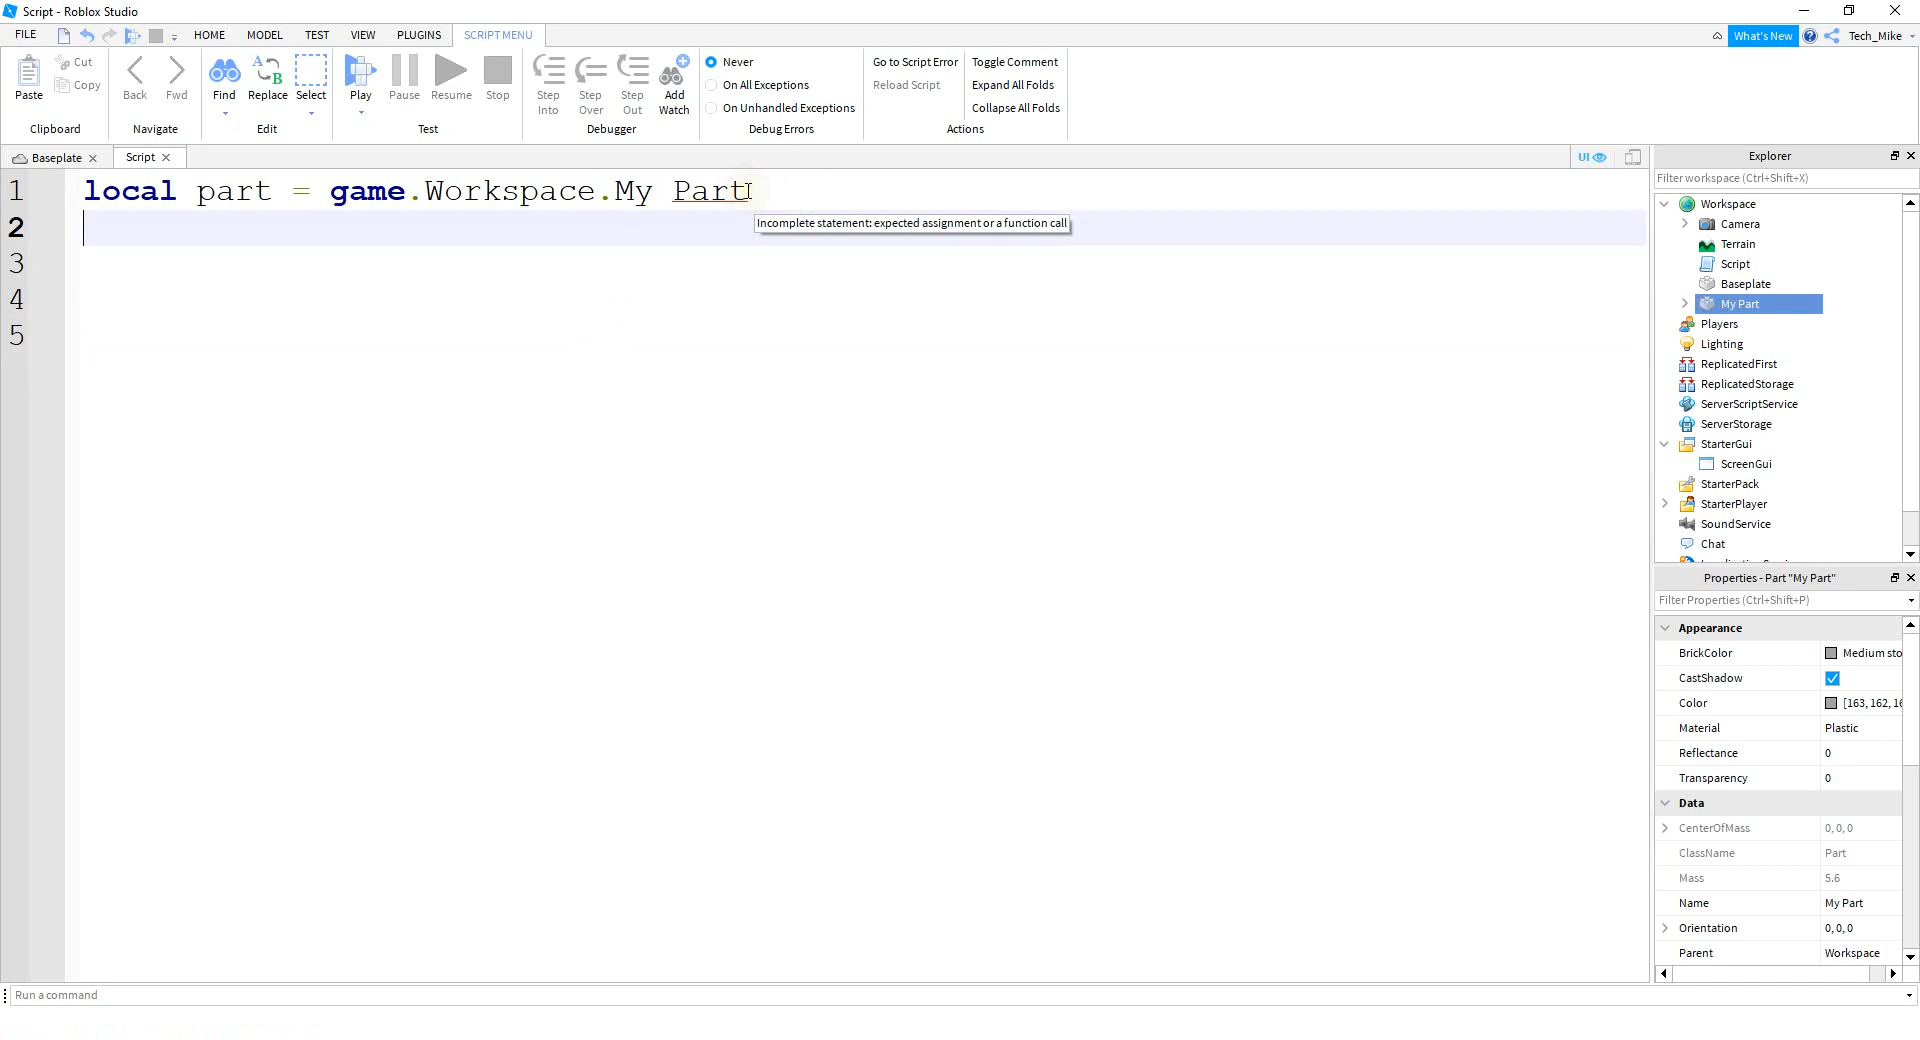 Script - Roblox Studio
FILE HOME MODEL TEST VIEW PLUGINS SCRIPT MENU What's New Tech_Mike
Paste Cut Copy
Clipboard
Back Fwd
Navigate
Find Replace Select
Edit
Play Pause Resume Stop
Test
Step Into Step Over Step Out Add Watch
Debugger
Never
On All Exceptions
On Unhandled Exceptions
Debug Errors
Go to Script Error Toggle Comment
Reload Script Expand All Folds
Collapse All Folds
Actions
Baseplate Script UI
1 local part = game.Workspace.My Part
Incomplete statement: expected assignment or a function call
2
3
4
5
Explorer
Filter workspace (Ctrl+Shift+X)
Workspace
Camera
Terrain
Script
Baseplate
My Part
Players
Lighting
ReplicatedFirst
ReplicatedStorage
ServerScriptService
ServerStorage
StarterGui
ScreenGui
StarterPack
StarterPlayer
SoundService
Chat
Properties - Part "My Part"
Filter Properties (Ctrl+Shift+P)
Appearance
BrickColor Medium sto
CastShadow
Color [163, 162, 16
Material Plastic
Reflectance 0
Transparency 0
Data
CenterOfMass 0, 0, 0
ClassName Part
Mass 5.6
Name My Part
Orientation 0, 0, 0
Parent Workspace
Run a command